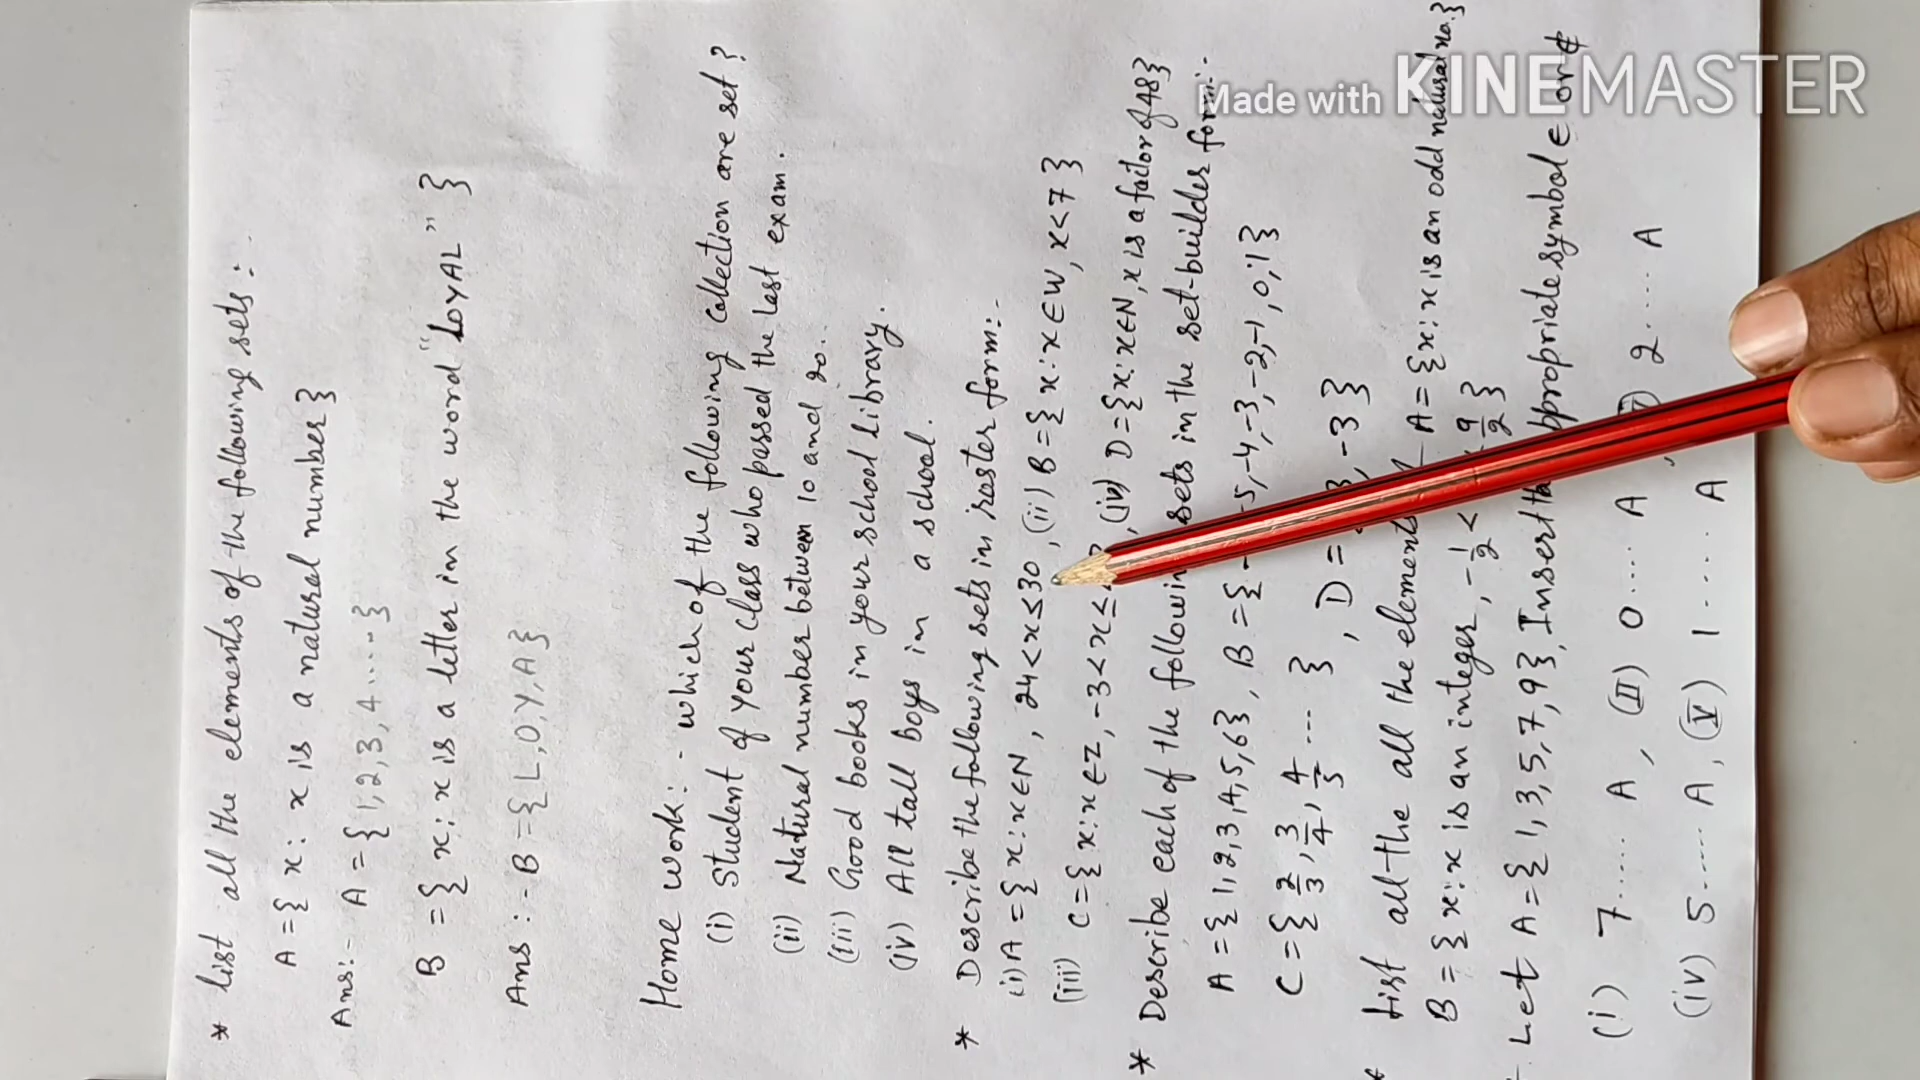 * List all the elements of the following sets:-
A={ x: x is a natural number}
Ans:- A = {1,2,3,4.....}
B = { x: x is a letter in the word "LOYAL" }
Ans:- B={L,O,Y,A}
Home work:- which of the following collection are set?
(i) Student of your class who passed the last exam.
(ii) Natural number between 10 and 20.
(iii) Good books in your school library.
(iv) All tall boys in a school.
* Describe the following sets in roster form:-
(i) A={x:x∈N, 24<x≤30, (ii) B={x:x∈W, x<7}
(iii) C={x:x∈Z, -3<x≤ , (iv) D={x:x∈N, x is a factor of 48}
* Describe each of the sets in the set-builder form:-
A={1,2,3,4,5,6}, B={ 5,-4,-3,-2,-1,0,1}
C={2/3, 3/4, 4/5 ... } , D= , -3}
List all the all the elements A={x:x is an odd natural no.}
B={x:x is an integer, -1/2< 9/2}
Let A={1,3,5,7,9}, Insert appropriate symbol ∈ or ∉
(i) 7..... A, (II) 0.... A 2.... A
(iv) 5..... A, (V) 1.... A
Made with KINEMASTER